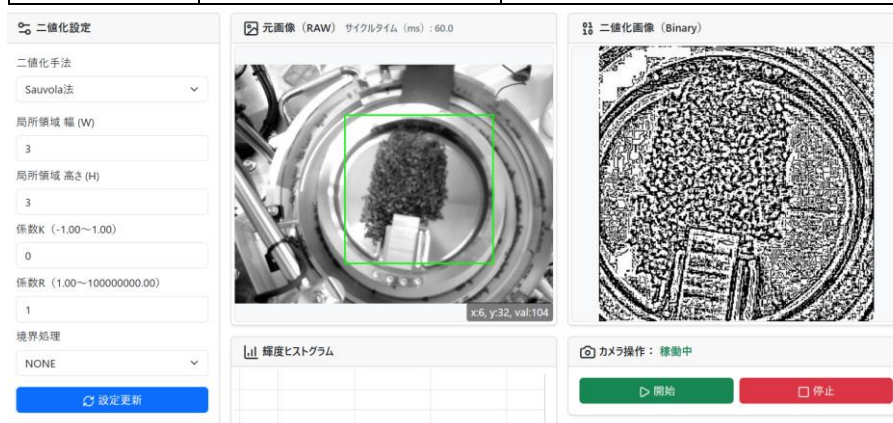 二値化設定
二値化手法
Sauvola法
局所領域 幅 (W)
3
局所領域 高さ (H)
3
係数K（-1.00～1.00）
0
係数R（1.00～100000000.00）
1
境界処理
NONE
設定更新
元画像（RAW） サイクルタイム（ms）: 60.0
x:6, y:32, val:104
輝度ヒストグラム
二値化画像（Binary）
カメラ操作： 稼働中
開始
停止